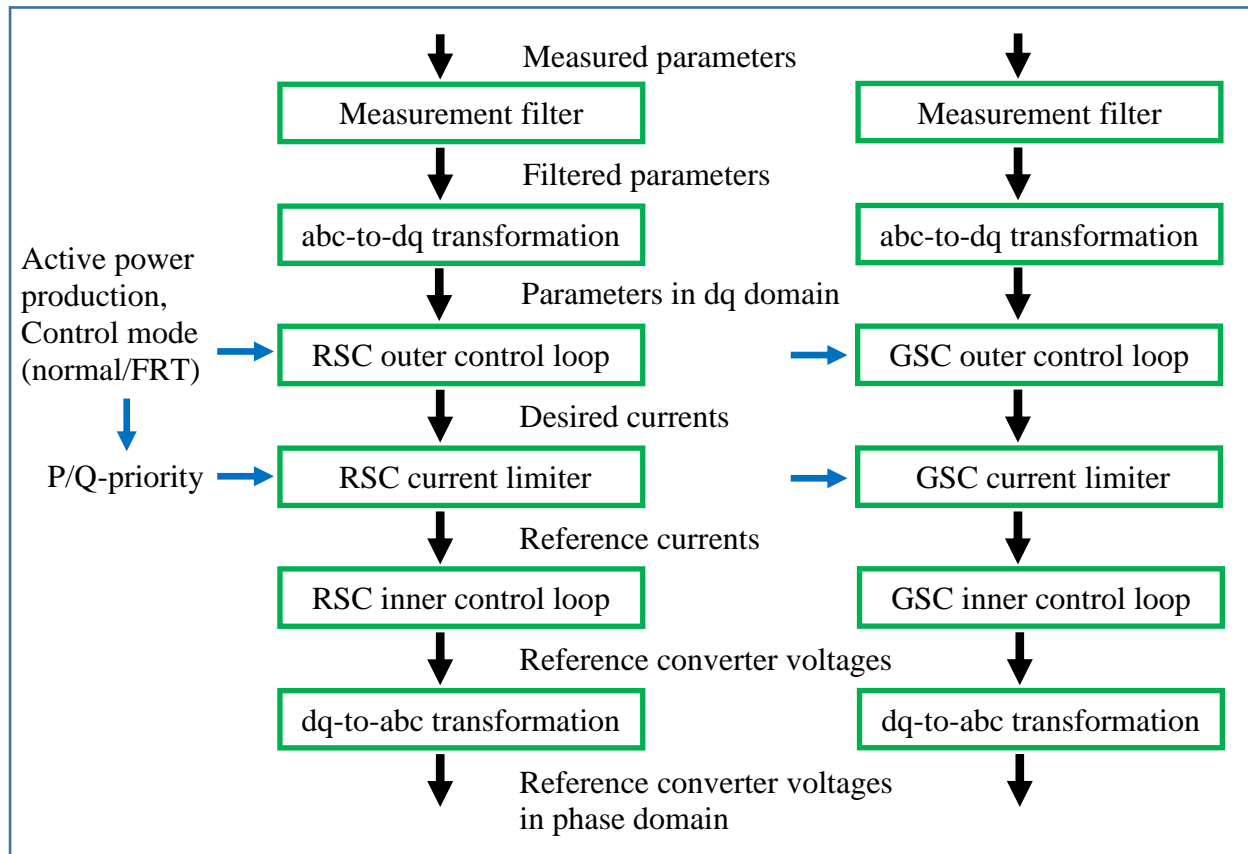 Measured parameters
Measurement filter
Measurement filter
Filtered parameters
abc-to-dq transformation
abc-to-dq transformation
Active power
production,
Control mode
(normal/FRT)
Parameters in dq domain
RSC outer control loop
GSC outer control loop
Desired currents
P/Q-priority
RSC current limiter
GSC current limiter
Reference currents
RSC inner control loop
GSC inner control loop
Reference converter voltages
dq-to-abc transformation
dq-to-abc transformation
Reference converter voltages
in phase domain